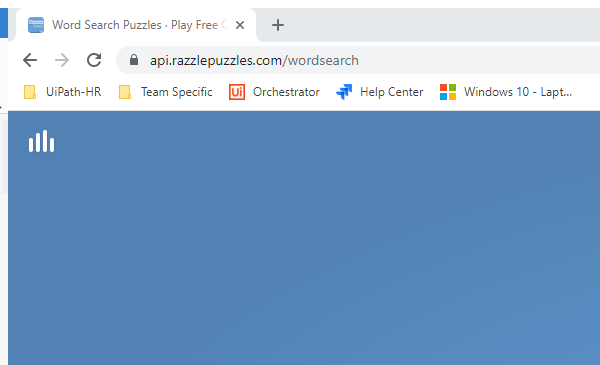 Word Search Puzzles · Play Free
api.razzlepuzzles.com/wordsearch
UiPath-HR Team Specific Ui Orchestrator Help Center Windows 10 - Lapt...